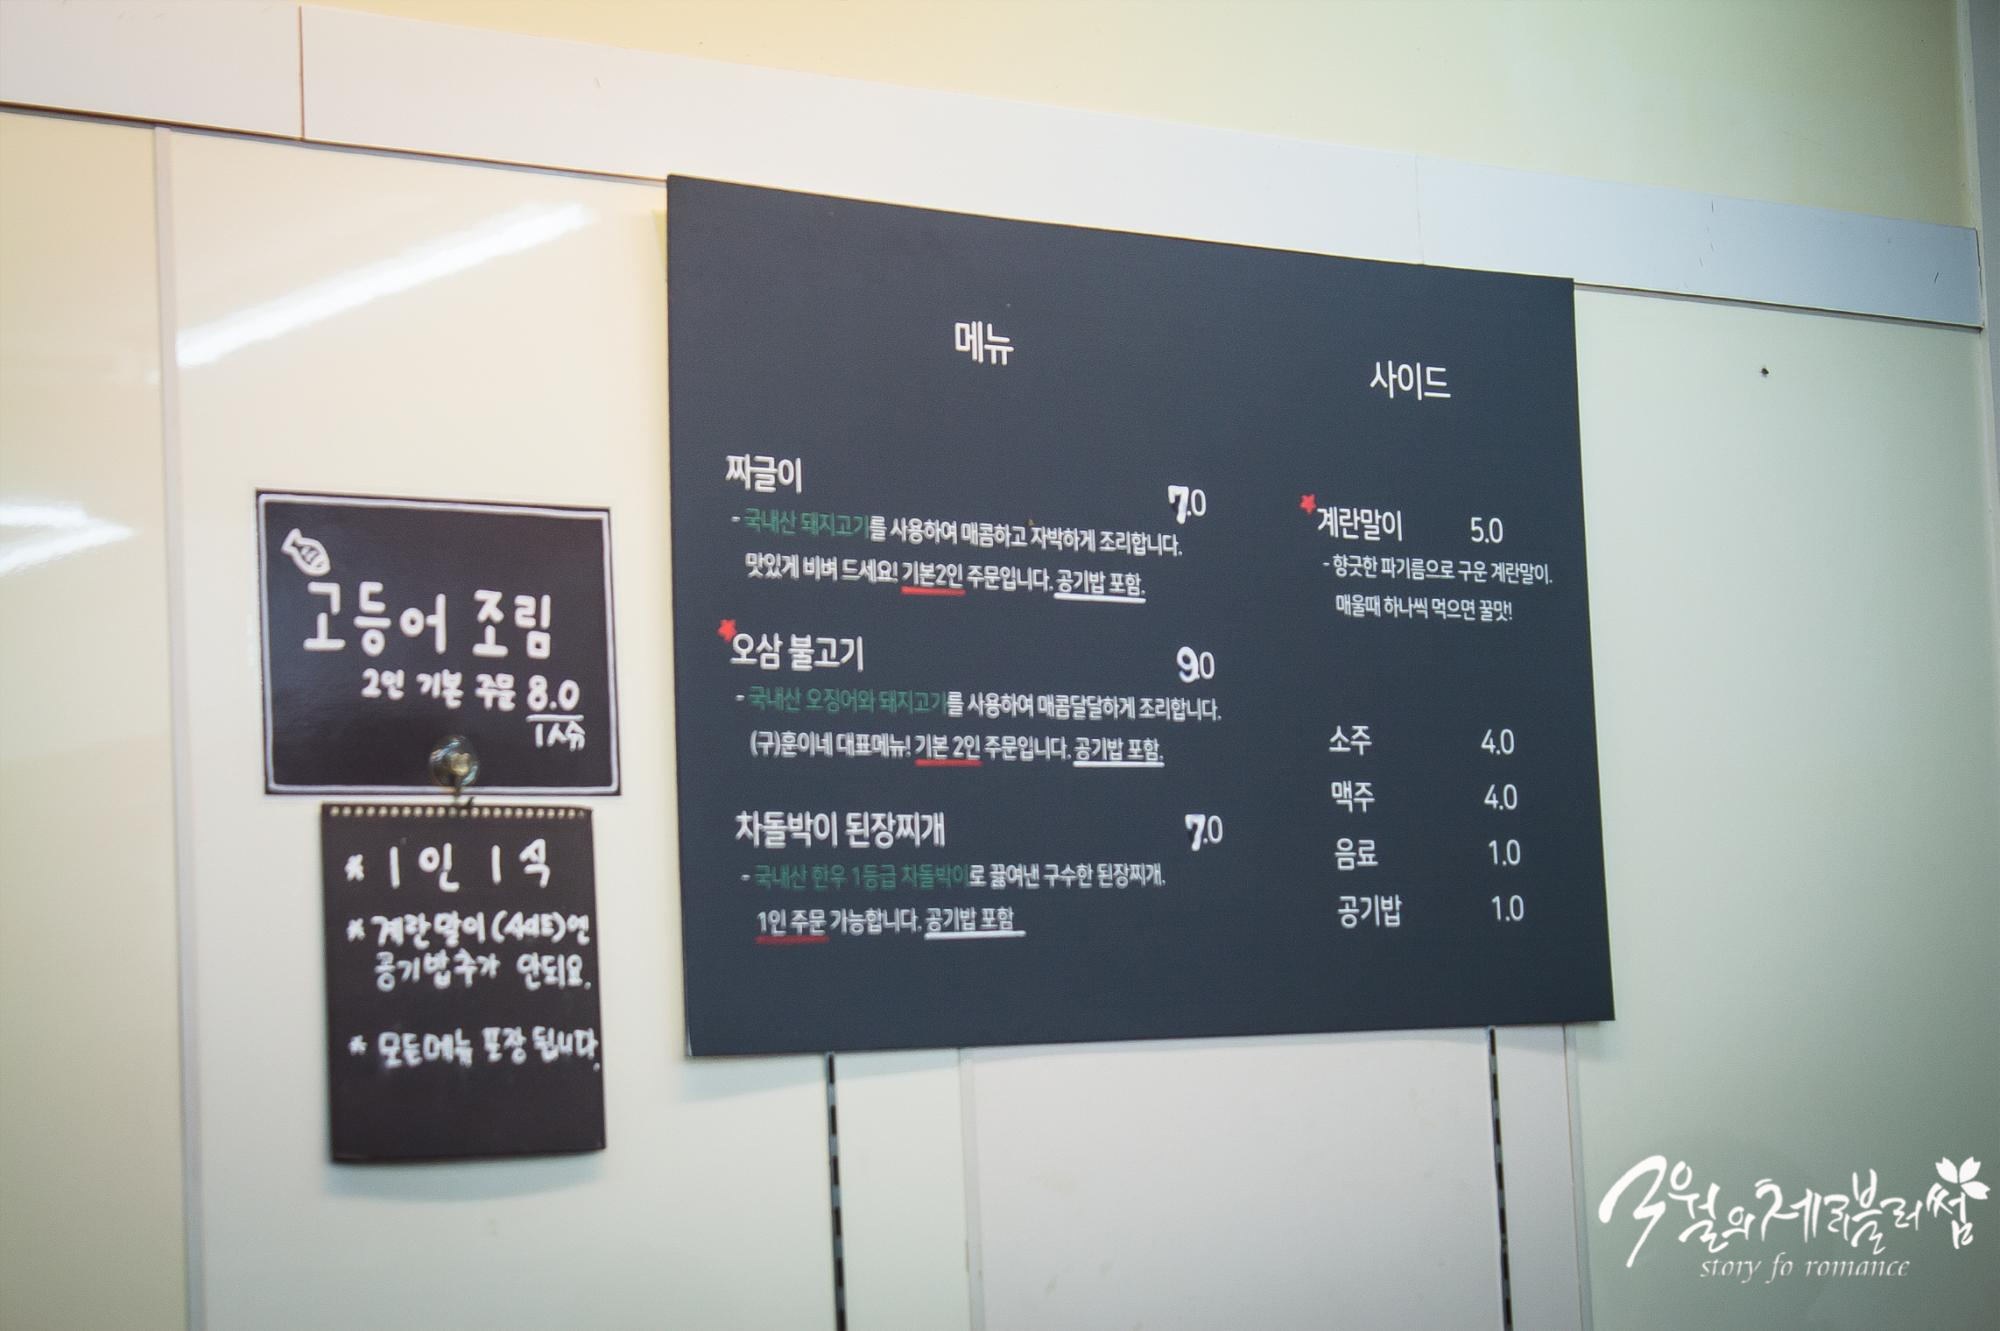 고등어 조림
2인 기본 주문 8.0
1人分
* 1인 1식
* 계란말이(사이드)엔
공기밥추가 안되요.
* 모든메뉴 포장 됩니다.
메뉴
짜글이 7.0
- 국내산 돼지고기를 사용하여 매콤하고 자박하게 조리합니다.
맛있게 비벼 드세요! 기본2인 주문입니다. 공기밥 포함.
오삼 불고기 9.0
- 국내산 오징어와 돼지고기를 사용하여 매콤달달하게 조리합니다.
(구)훈이네 대표메뉴! 기본 2인 주문입니다. 공기밥 포함.
차돌박이 된장찌개 7.0
- 국내산 한우 1등급 차돌박이로 끓여낸 구수한 된장찌개.
1인 주문 가능합니다. 공기밥 포함
사이드
계란말이 5.0
- 향긋한 파기름으로 구운 계란말이.
매울때 하나씩 먹으면 꿀맛!
소주 4.0
맥주 4.0
음료 1.0
공기밥 1.0
9월의체리블러썸
story fo romance